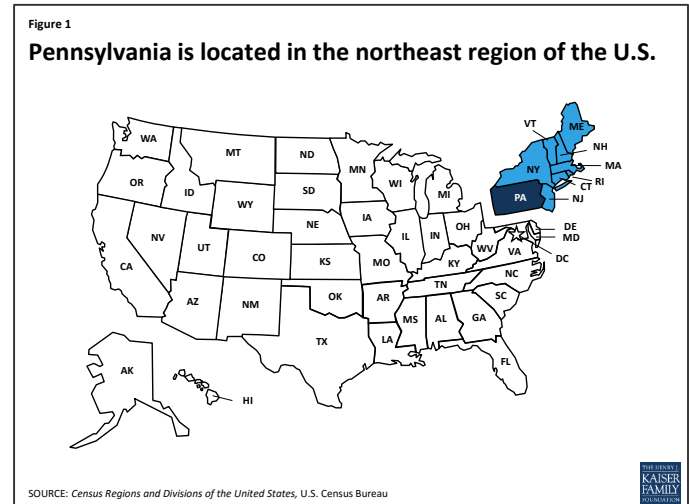 Figure 1
Pennsylvania is located in the northeast region of the U.S.
WA
MT
ND
MN
VT
ME
NH
MA
RI
CT
NJ
NY
PA
OR
ID
WY
SD
WI
MI
NV
UT
CO
NE
IA
IL
IN
OH
DE
MD
DC
WV
VA
CA
KS
MO
KY
NC
TN
SC
AZ
NM
OK
AR
MS
AL
GA
TX
LA
FL
AK
HI
SOURCE: Census Regions and Divisions of the United States, U.S. Census Bureau
THE HENRY J.
KAISER
FAMILY
FOUNDATION